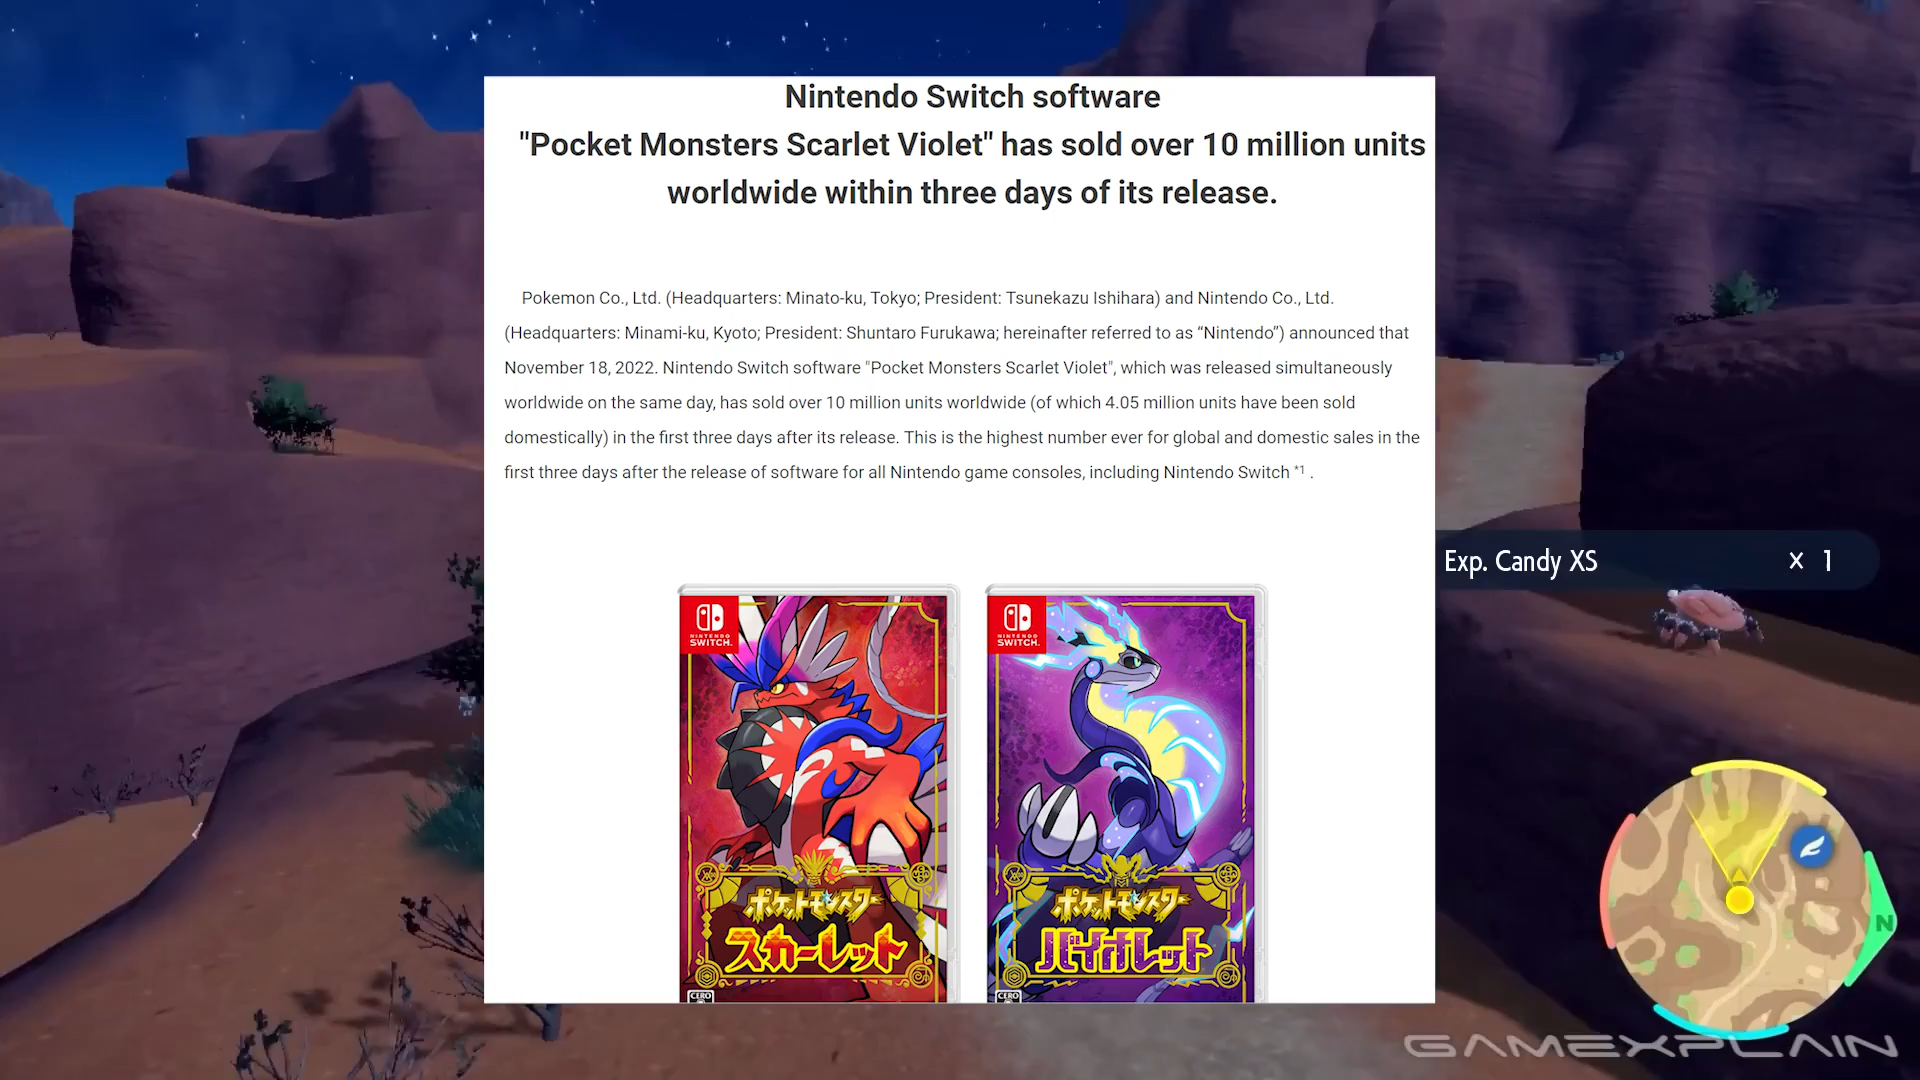 Nintendo Switch software
"Pocket Monsters Scarlet Violet" has sold over 10 million units
worldwide within three days of its release.
Pokemon Co., Ltd. (Headquarters: Minato-ku, Tokyo; President: Tsunekazu Ishihara) and Nintendo Co., Ltd.
(Headquarters: Minami-ku, Kyoto; President: Shuntaro Furukawa; hereinafter referred to as “Nintendo”) announced that
November 18, 2022. Nintendo Switch software "Pocket Monsters Scarlet Violet", which was released simultaneously
worldwide on the same day, has sold over 10 million units worldwide (of which 4.05 million units have been sold
domestically) in the first three days after its release. This is the highest number ever for global and domestic sales in the
first three days after the release of software for all Nintendo game consoles, including Nintendo Switch *1 .
Exp. Candy XS × 1
NINTENDO
SWITCH.
ポケットモンスター
スカーレット
CERO
NINTENDO
SWITCH.
ポケットモンスター
バイオレット
CERO
N
GAMEXPLAIN